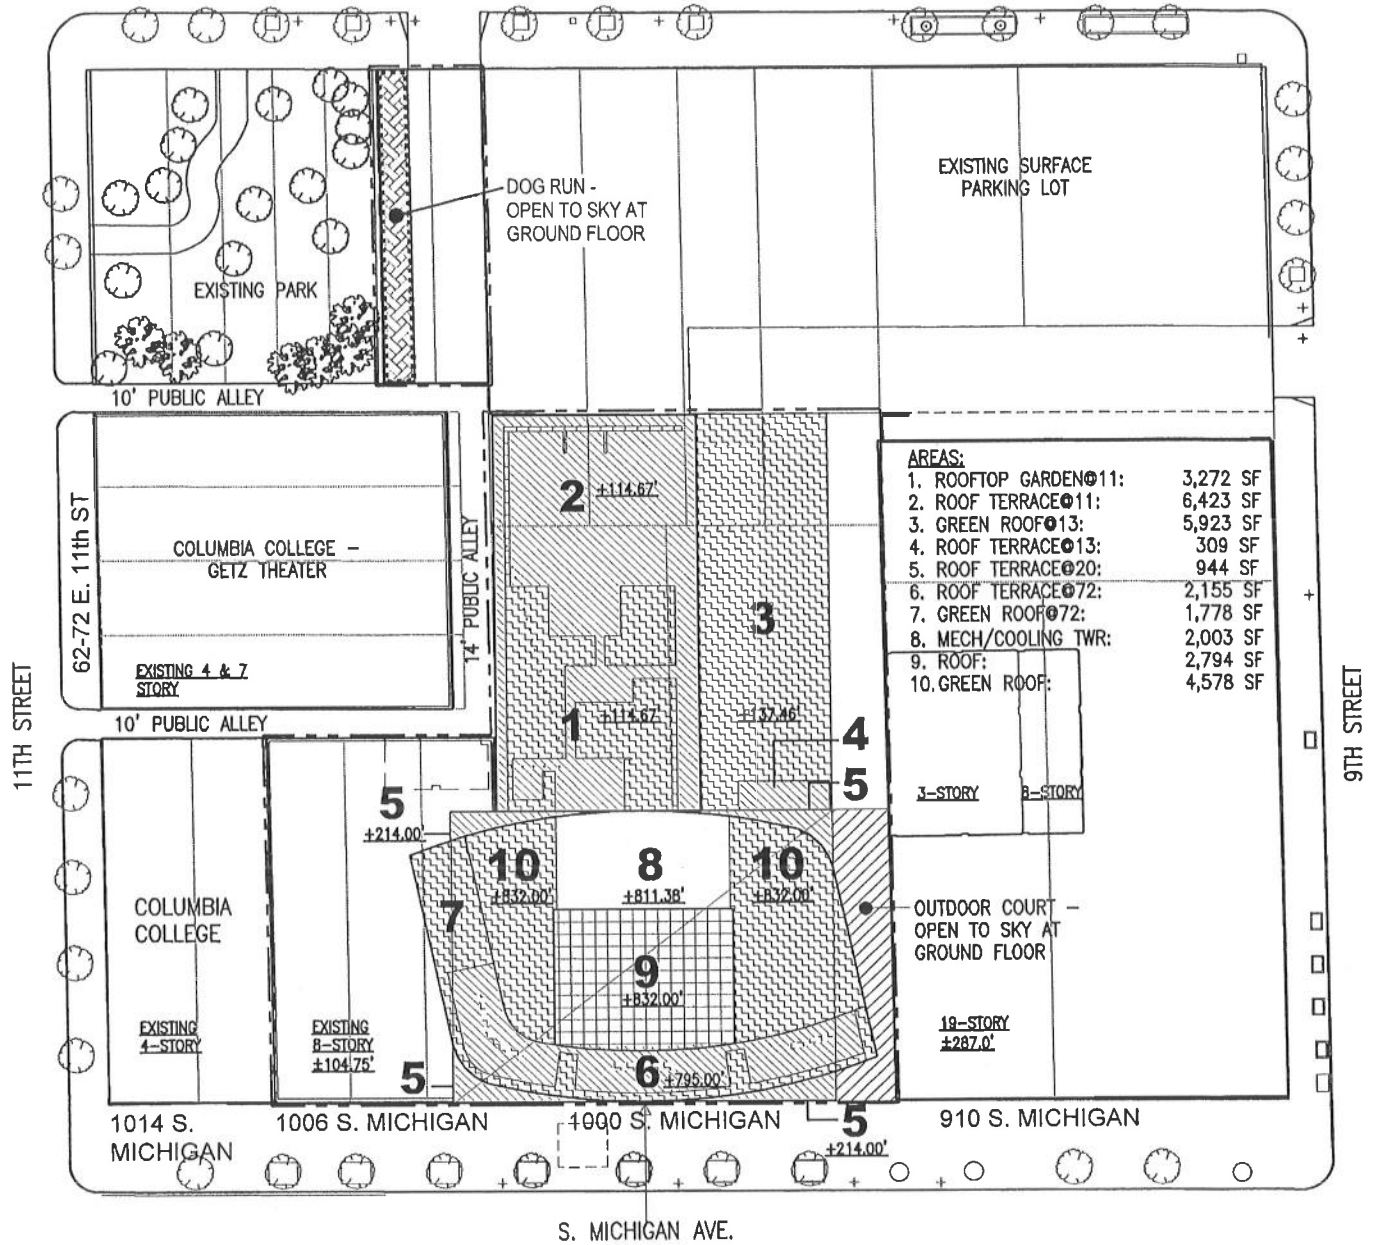 DOG RUN -
OPEN TO SKY AT
GROUND FLOOR
EXISTING SURFACE
PARKING LOT
EXISTING PARK
10' PUBLIC ALLEY
62-72 E. 11th ST
COLUMBIA COLLEGE -
GETZ THEATER
EXISTING 4 & 7
STORY
14' PUBLIC ALLEY
10' PUBLIC ALLEY
11TH STREET
9TH STREET
2
+114.67'
3
1
+114.67'
+137.46'
4
5
5
+214.00'
AREAS:
1. ROOFTOP GARDEN@11: 3,272 SF
2. ROOF TERRACE@11: 6,423 SF
3. GREEN ROOF@13: 5,923 SF
4. ROOF TERRACE@13: 309 SF
5. ROOF TERRACE@20: 944 SF
6. ROOF TERRACE@72: 2,155 SF
7. GREEN ROOF@72: 1,778 SF
8. MECH/COOLING TWR: 2,003 SF
9. ROOF: 2,794 SF
10. GREEN ROOF: 4,578 SF
3-STORY
8-STORY
10
+832.00'
8
+811.38'
10
+832.00'
7
9
+832.00'
OUTDOOR COURT -
OPEN TO SKY AT
GROUND FLOOR
COLUMBIA
COLLEGE
EXISTING
4-STORY
EXISTING
8-STORY
±104.75'
19-STORY
±287.0'
5
6
+795.00'
5
+214.00'
1014 S.
MICHIGAN
1006 S. MICHIGAN
1000 S. MICHIGAN
910 S. MICHIGAN
S. MICHIGAN AVE.